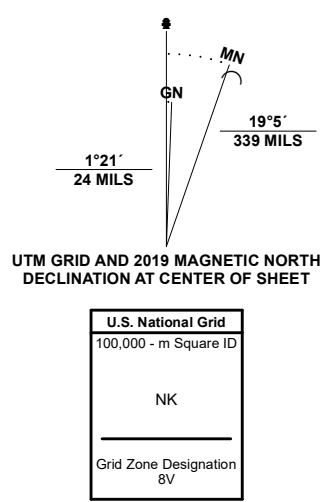 MN
GN
19°5´
339 MILS
1°21´
24 MILS
UTM GRID AND 2019 MAGNETIC NORTH
DECLINATION AT CENTER OF SHEET
U.S. National Grid
100,000 - m Square ID
NK
Grid Zone Designation
8V